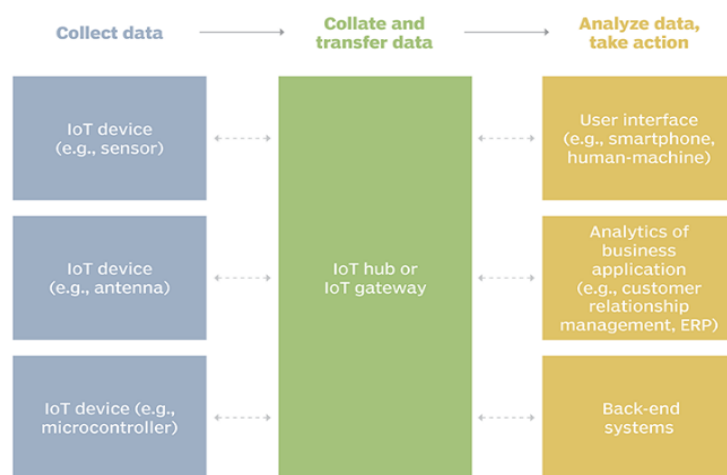 Collect data
Collate and
transfer data
Analyze data,
take action
IoT device
(e.g., sensor)
IoT device
(e.g., antenna)
IoT device (e.g.,
microcontroller)
IoT hub or
IoT gateway
User interface
(e.g., smartphone,
human-machine)
Analytics of
business
application
(e.g., customer
relationship
management, ERP)
Back-end
systems